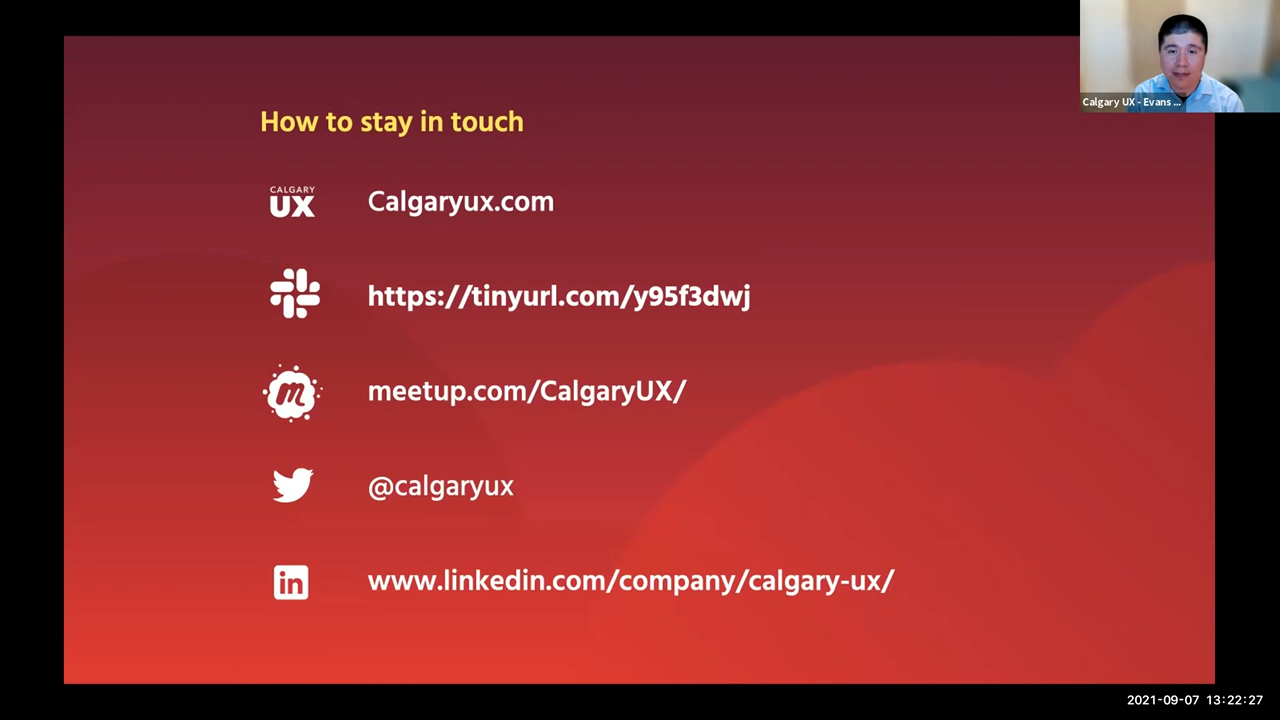 Calgary UX - Evans ...
How to stay in touch
CALGARY
UX
Calgaryux.com
https://tinyurl.com/y95f3dwj
m
meetup.com/CalgaryUX/
@calgaryux
in
www.linkedin.com/company/calgary-ux/
2021-09-07 13:22:27